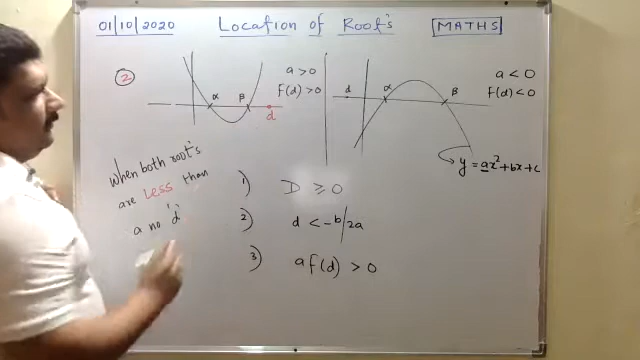 01/10/2020 Location of Root's MATHS
2
a > 0
f(d) > 0
α β d
a < 0
f(d) < 0
d α β
y = ax²+bx+c
When both root's
are less than
a no 'd'
1) D ≥ 0
2) d < -b/2a
3) a f(d) > 0